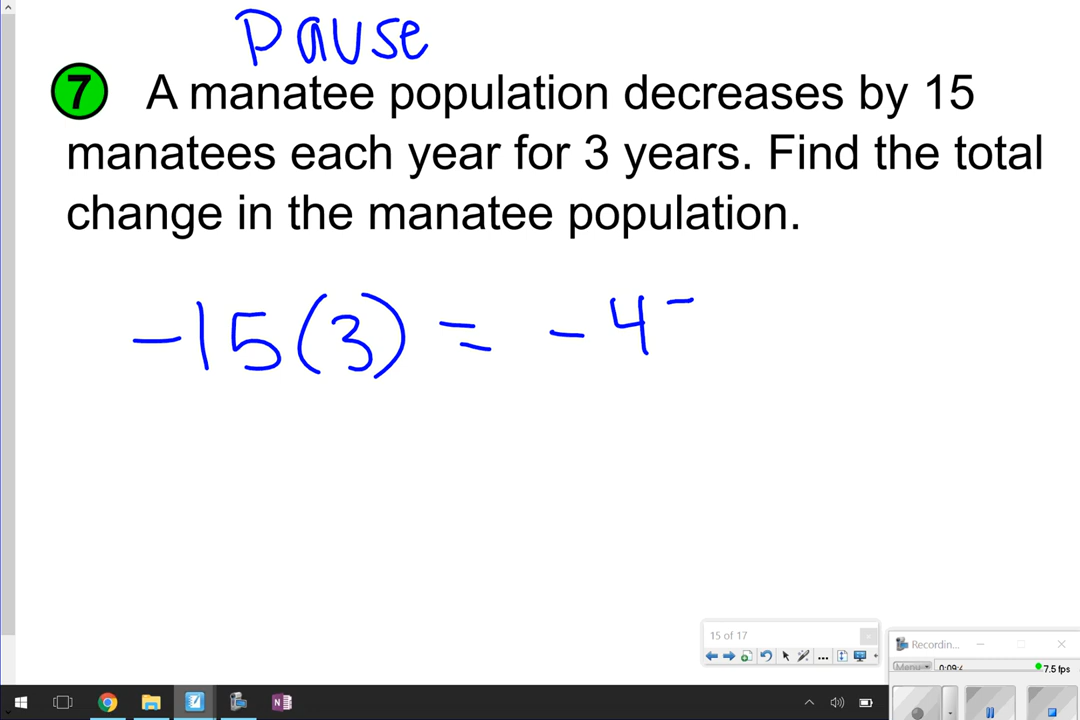 Pause
7 A manatee population decreases by 15
manatees each year for 3 years. Find the total
change in the manatee population.
-15(3) = -4
15 of 17
Recordin...
Menu
7.5 fps